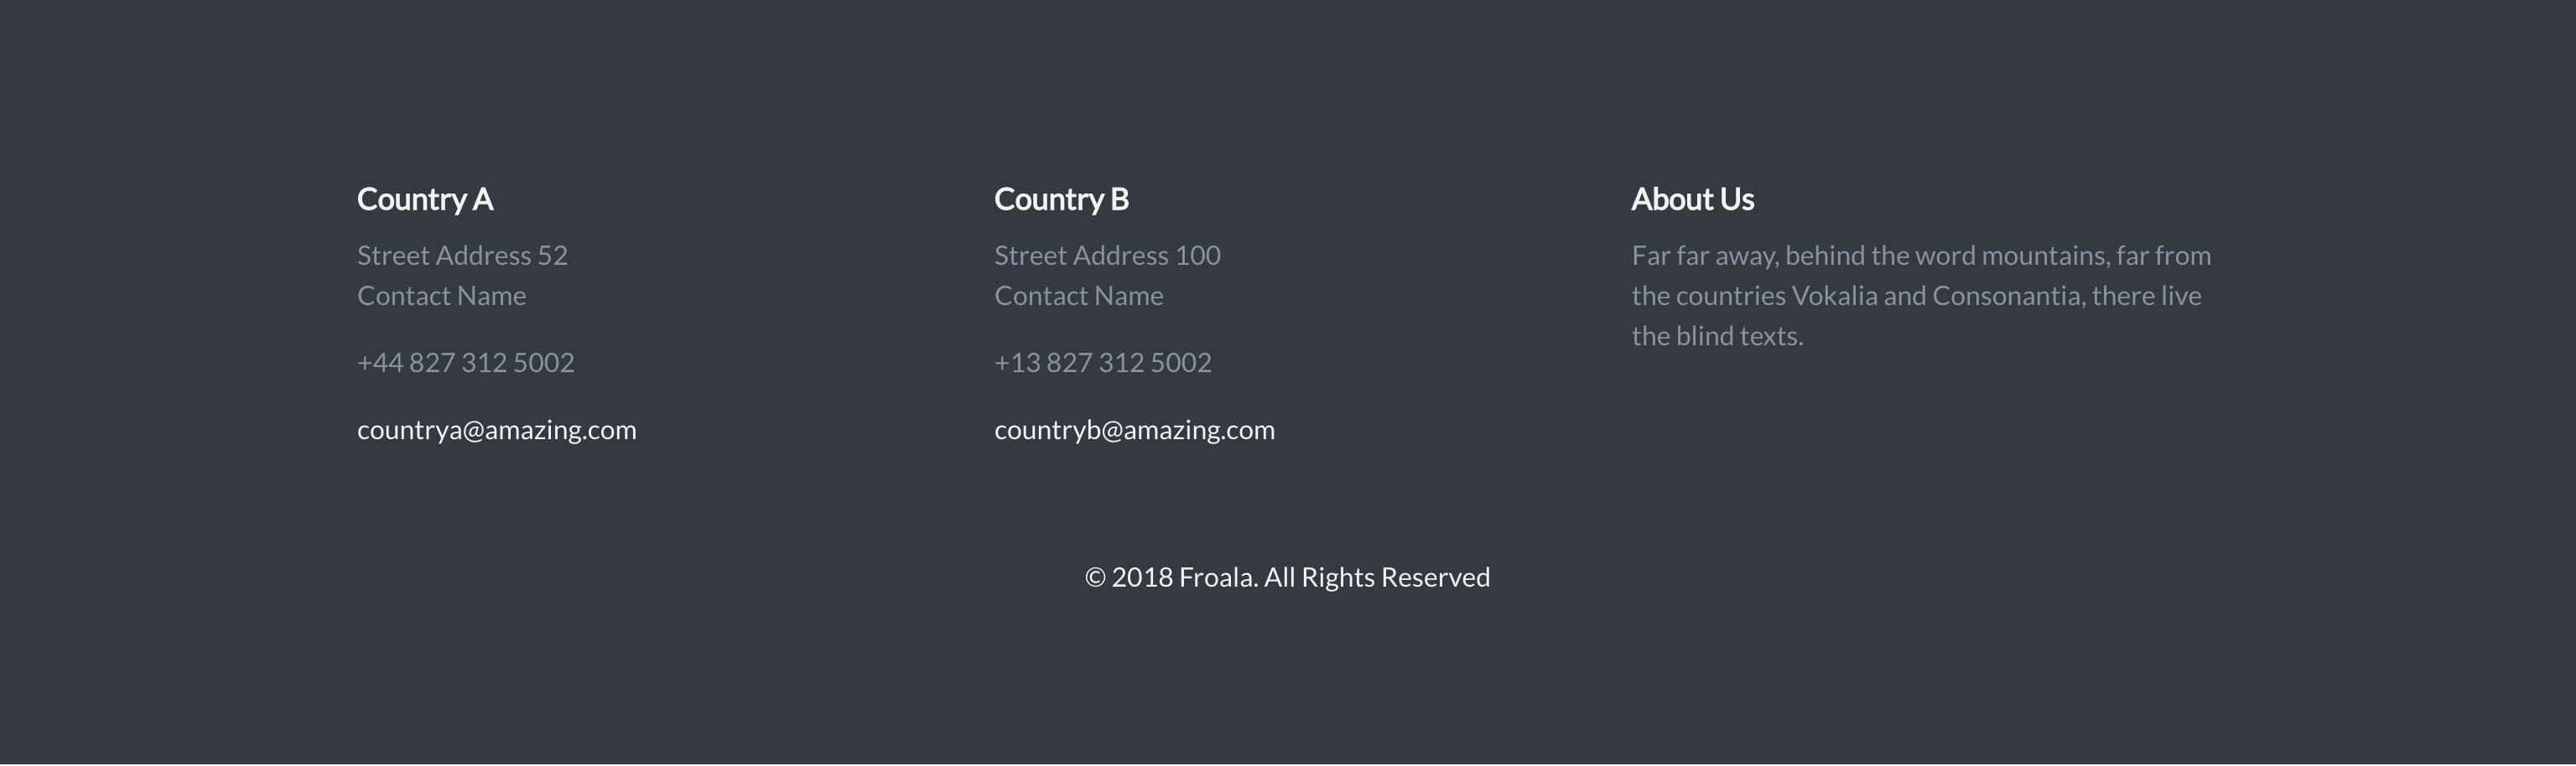 Country A
Street Address 52
Contact Name
+44 827 312 5002
countrya@amazing.com
Country B
Street Address 100
Contact Name
+13 827 312 5002
countryb@amazing.com
About Us
Far far away, behind the word mountains, far from
the countries Vokalia and Consonantia, there live
the blind texts.
© 2018 Froala. All Rights Reserved